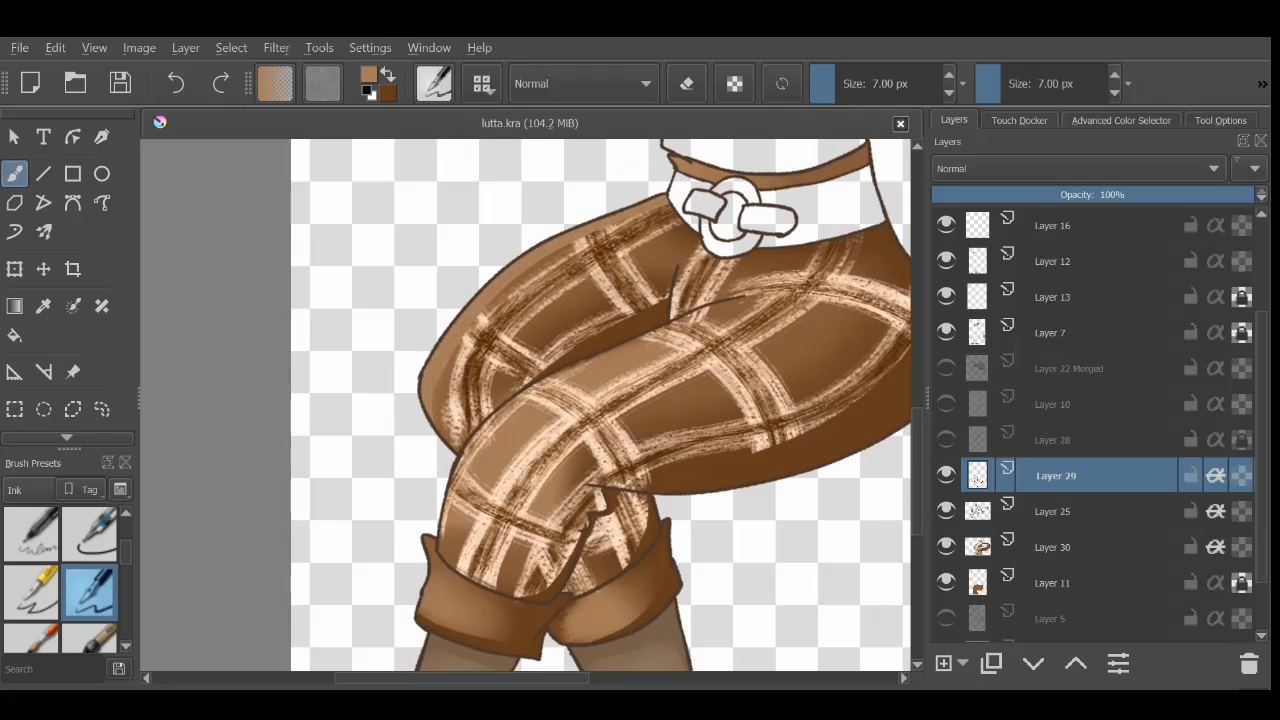 File Edit View Image Layer Select Filter Tools Settings Window Help
Normal Size: 7.00 px Size: 7.00 px »
lutta.kra (104.2 MiB)
Layers Touch Docker Advanced Color Selector Tool Options
Layers
Normal
Opacity: 100%
Layer 16
Layer 12
Layer 13
Layer 7
Layer 22 Merged
Layer 10
Layer 28
Layer 29
Layer 25
Layer 30
Layer 11
Layer 5
Brush Presets
Ink Tag
Search